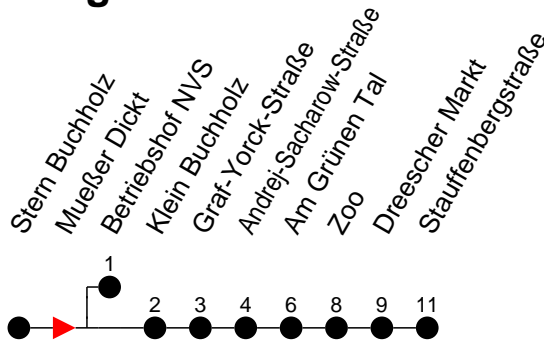 Stern Buchholz
Mueßer Dickt
Betriebshof NVS
Klein Buchholz
Graf-Yorck-Straße
Andrej-Sacharow-Straße
Am Grünen Tal
Zoo
Dreescher Markt
Stauffenbergstraße
1
2 3 4 6 8 9 11